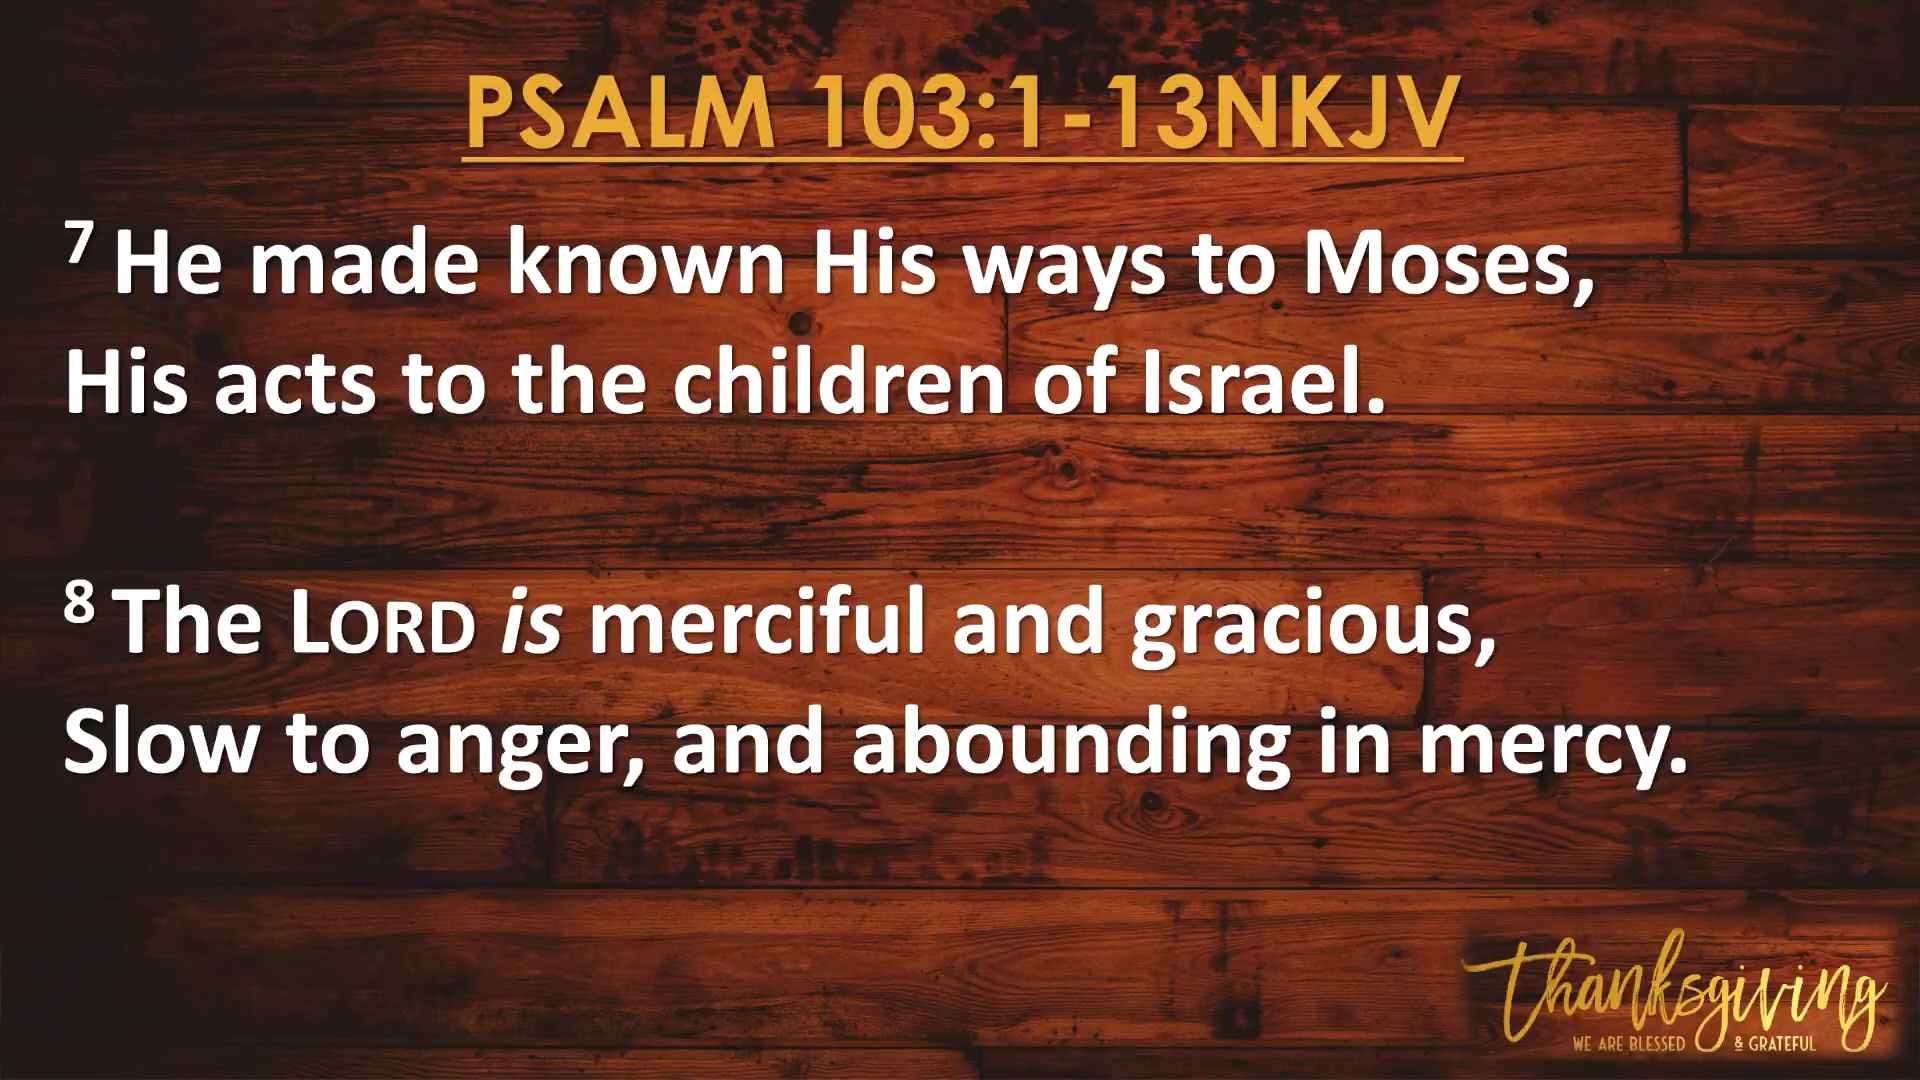 PSALM 103:1-13NKJV
7 He made known His ways to Moses,
His acts to the children of Israel.
8 The LORD is merciful and gracious,
Slow to anger, and abounding in mercy.
thanksgiving
WE ARE BLESSED & GRATEFUL